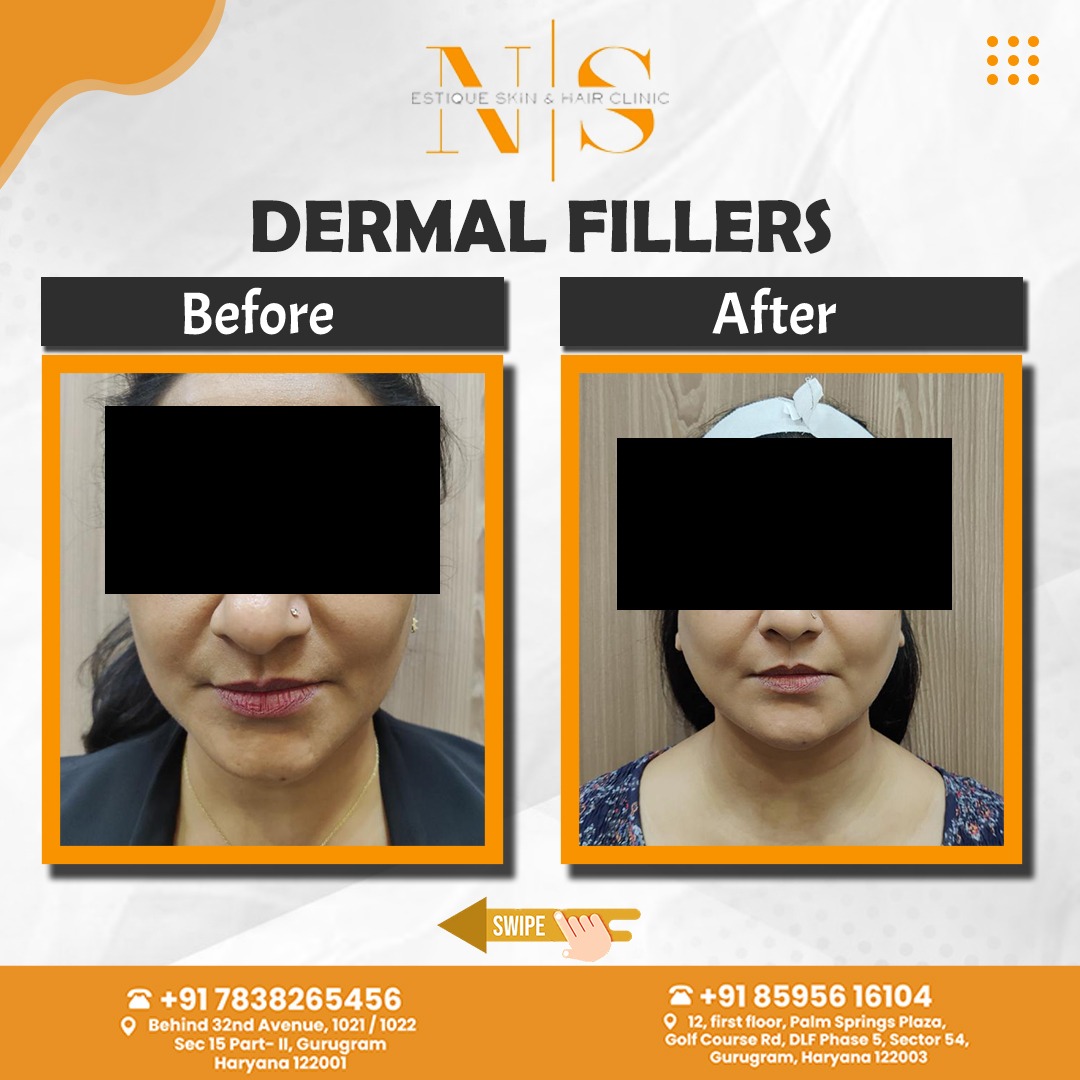 N S
ESTIQUE SKIN & HAIR CLINIC
DERMAL FILLERS
Before
After
SWIPE
+91 7838265456
Behind 32nd Avenue, 1021 / 1022
Sec 15 Part- II, Gurugram
Haryana 122001
+91 85956 16104
12, first floor, Palm Springs Plaza,
Golf Course Rd, DLF Phase 5, Sector 54,
Gurugram, Haryana 122003